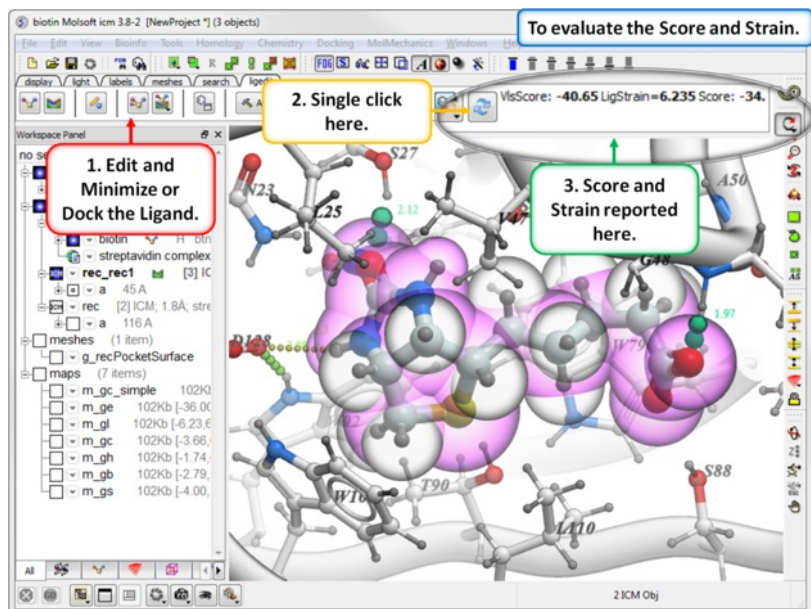 biotin Molsoft icm 3.8-2 [NewProject *] (3 objects)
To evaluate the Score and Strain.
File Edit View Bioinfo Tools Homology Chemistry Docking MolMechanics Windows
display light labels meshes search liged
2. Single click
here.
VlsScore: -40.65 LigStrain=6.235 Score: -34.
Workspace Panel
no se
1. Edit and
Minimize or
Dock the Ligand.
3. Score and
Strain reported
here.
biotin H btn
streptavidin complex
rec_rec1 [3] IC
a 45 A
rec [2] ICM; 1.8Å; stre
a 116 A
meshes (1 item)
g_recPocketSurface
maps (7 items)
m_gc_simple 102Kb
m_ge 102Kb [-36.00
m_gl 102Kb [-6.23,6
m_gc 102Kb [-3.66,
m_gh 102Kb [-1.74,
m_gb 102Kb [-2.79,
m_gs 102Kb [-4.00,
S27
N23
L25
2.12
A50
G48
1.97
D128
W79
W92
T90
S88
L110
All
2 ICM Obj